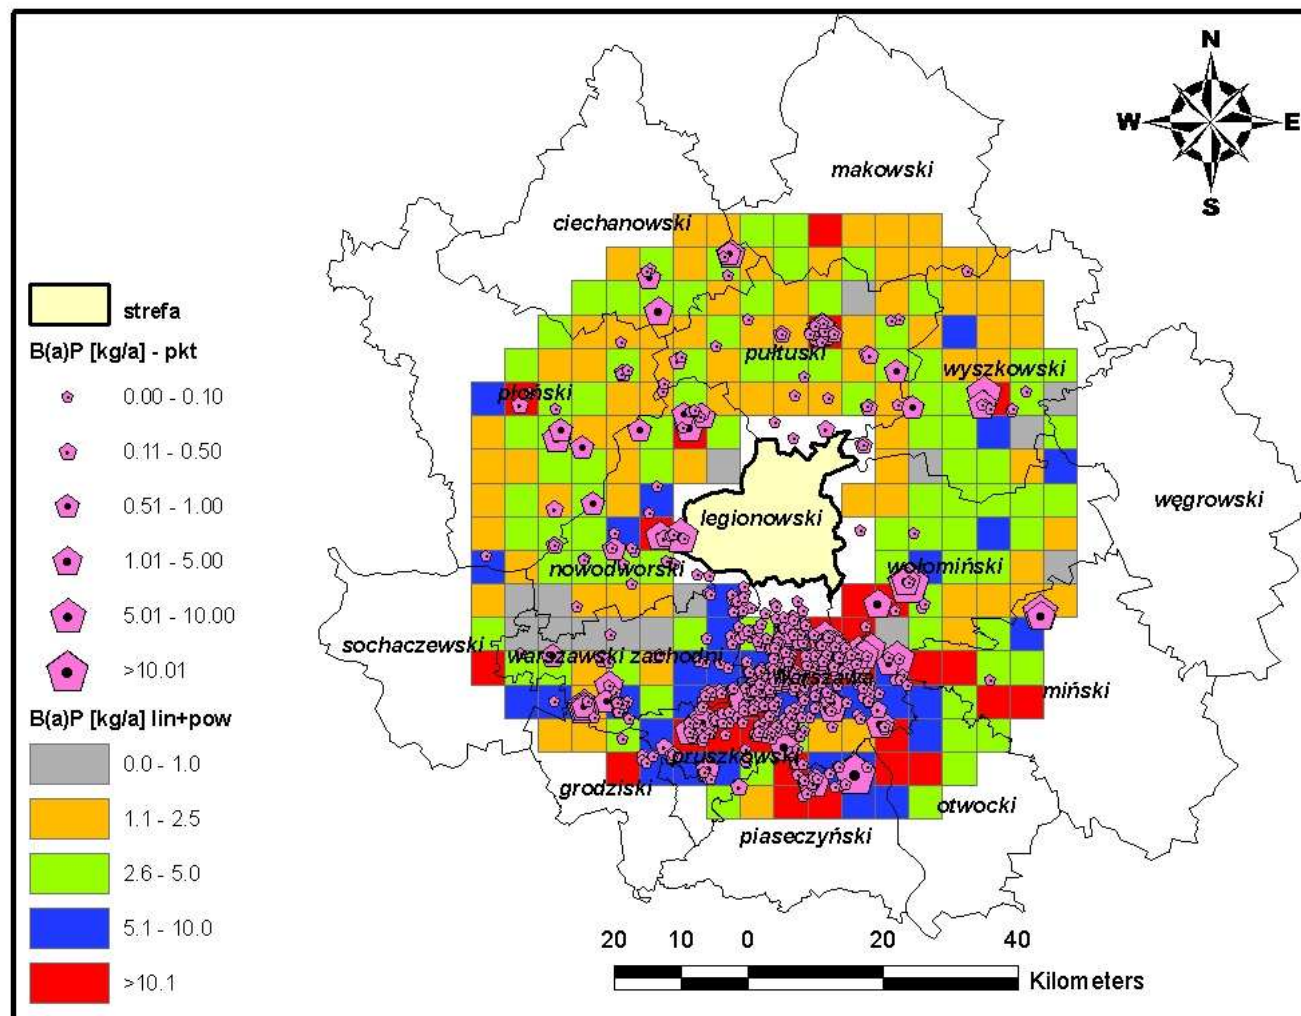 N
W E
S
makowski
ciechanowski
strefa
B(a)P [kg/a] - pkt
0.00 - 0.10
0.11 - 0.50
0.51 - 1.00
1.01 - 5.00
5.01 - 10.00
>10.01
B(a)P [kg/a] lin+pow
0.0 - 1.0
1.1 - 2.5
2.6 - 5.0
5.1 - 10.0
>10.1
pułtuski
wyszkowski
płoński
węgrowski
legionowski
nowodworski
wołomiński
sochaczewski
warszawski zachodni
Warszawa
miński
pruszkowski
grodziski
otwocki
piaseczyński
20 10 0 20 40
Kilometers